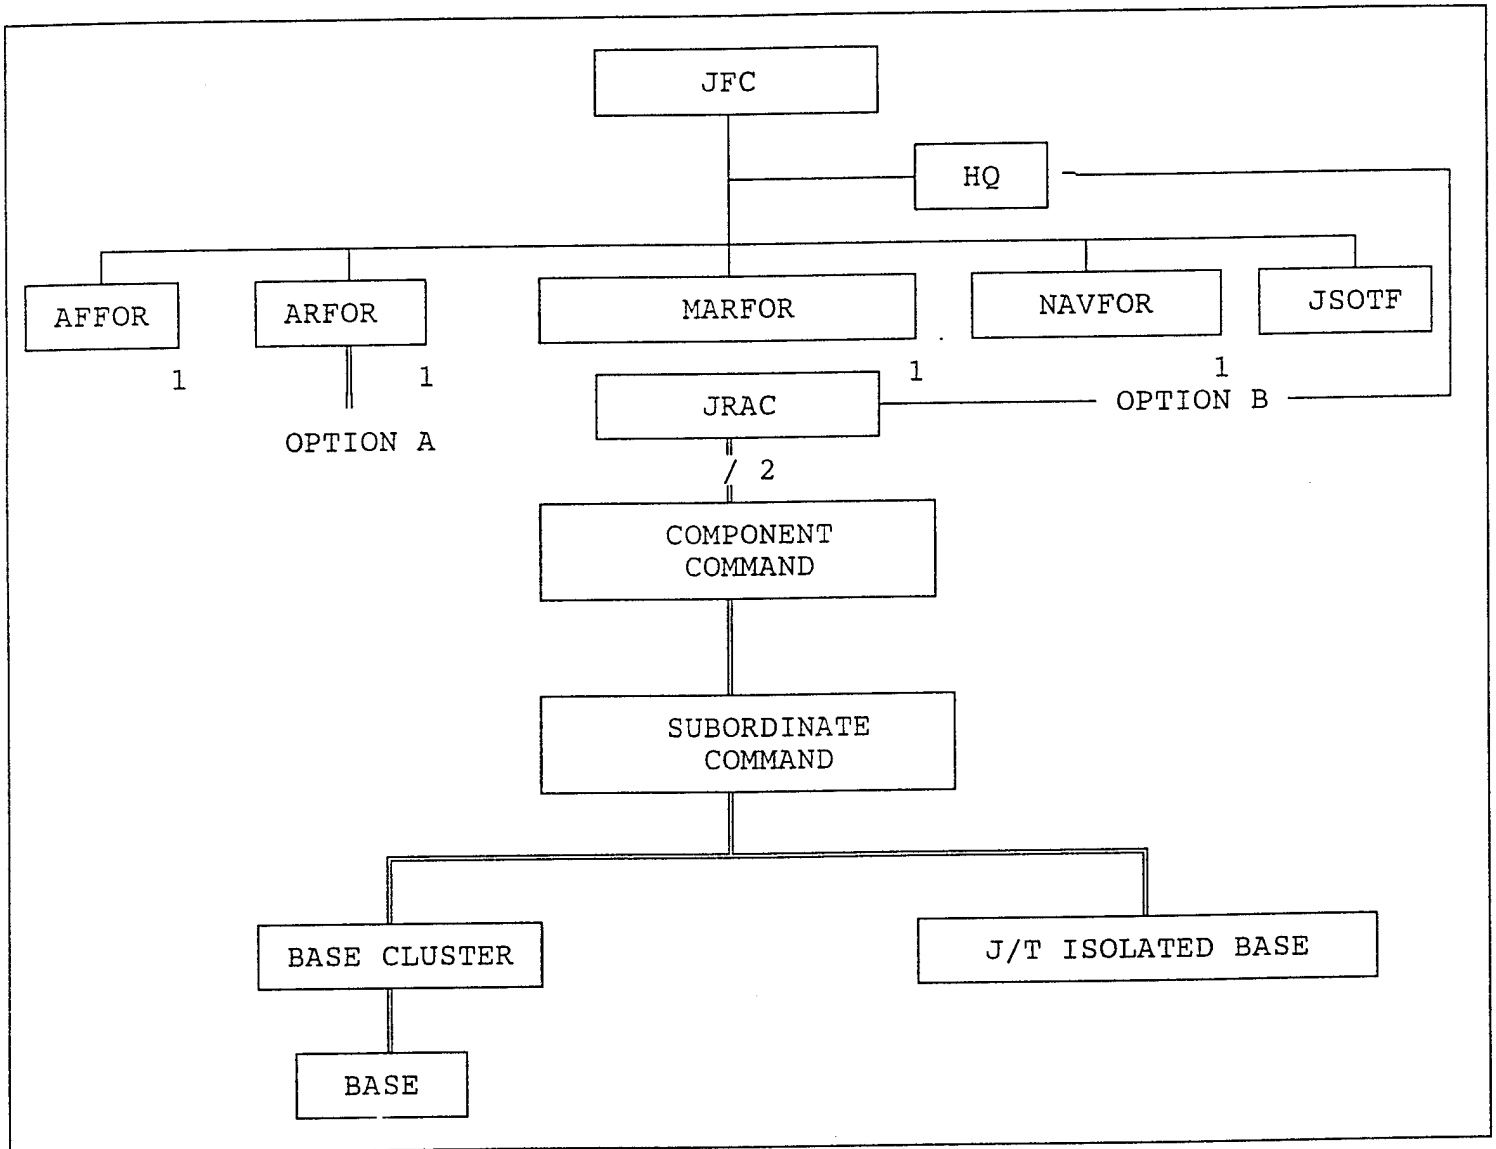 JFC
HQ
AFFOR
ARFOR
MARFOR
NAVFOR
JSOTF
1
1
1
1
JRAC
OPTION B
OPTION A
/ 2
COMPONENT
COMMAND
SUBORDINATE
COMMAND
BASE CLUSTER
J/T ISOLATED BASE
BASE